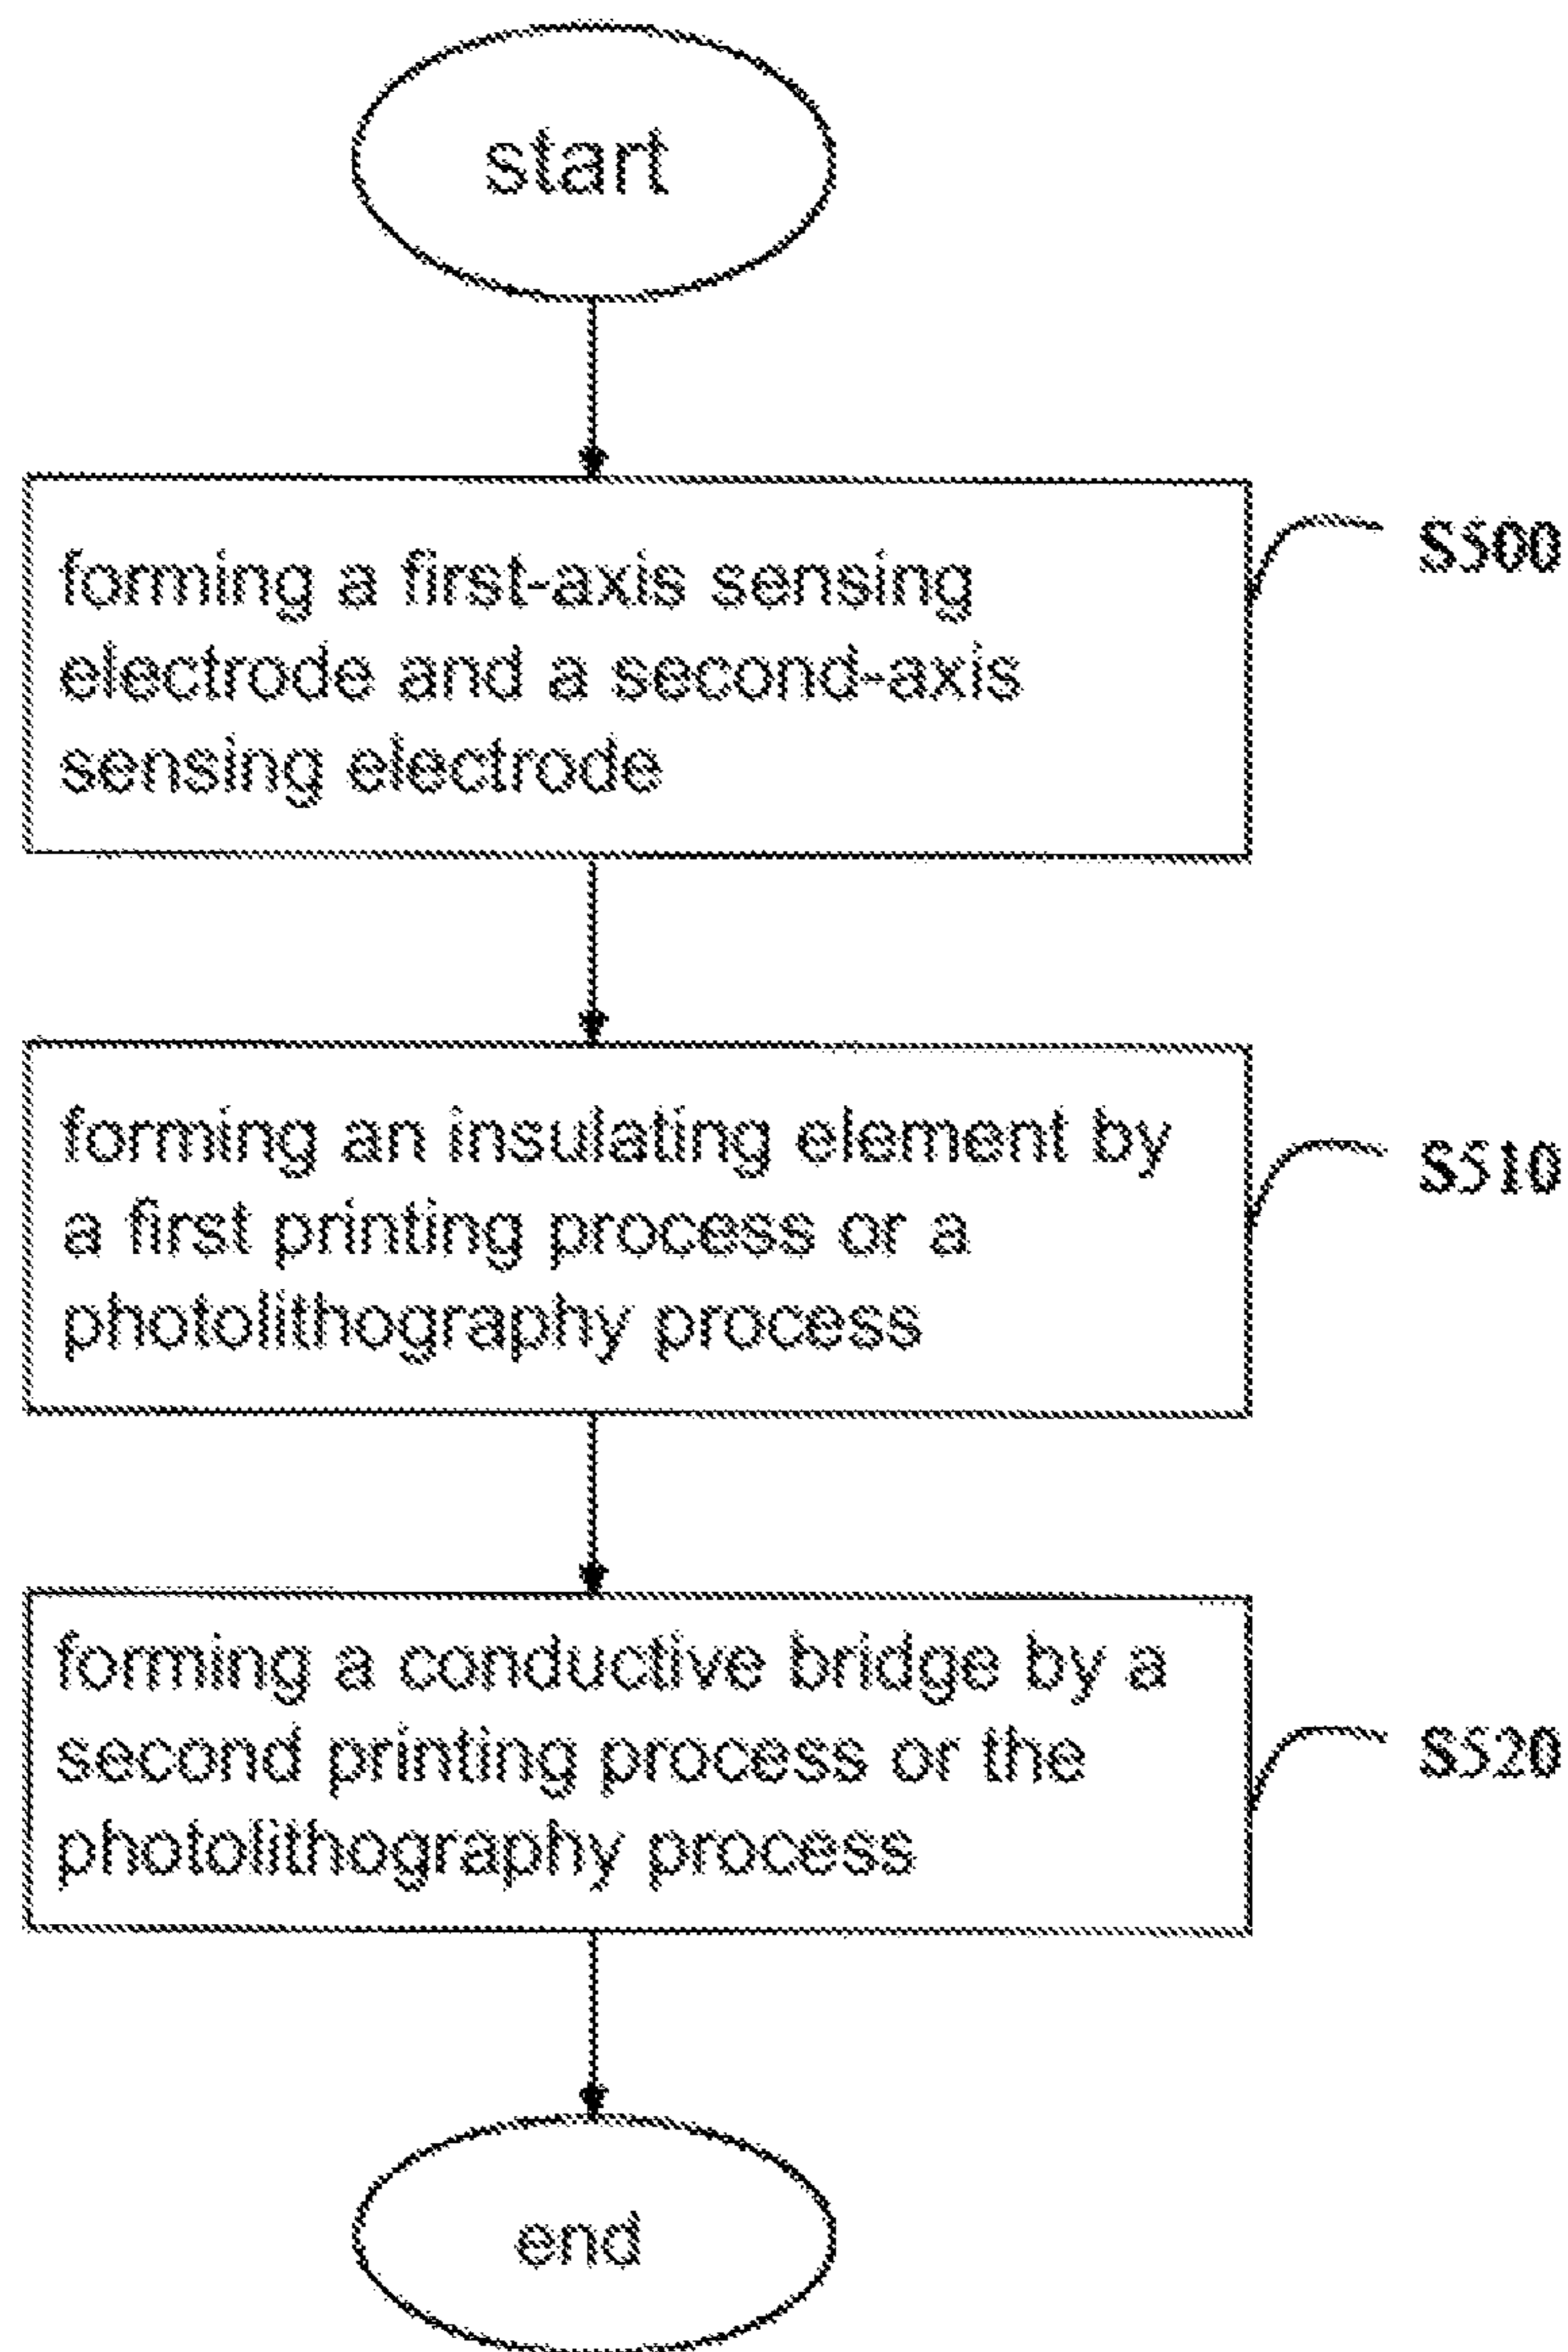 start
forming a first-axis sensing
electrode and a second-axis
sensing electrode
S500
forming an insulating element by
a first printing process or a
photolithography process
S510
forming a conductive bridge by a
second printing process or the
photolithography process
S520
end